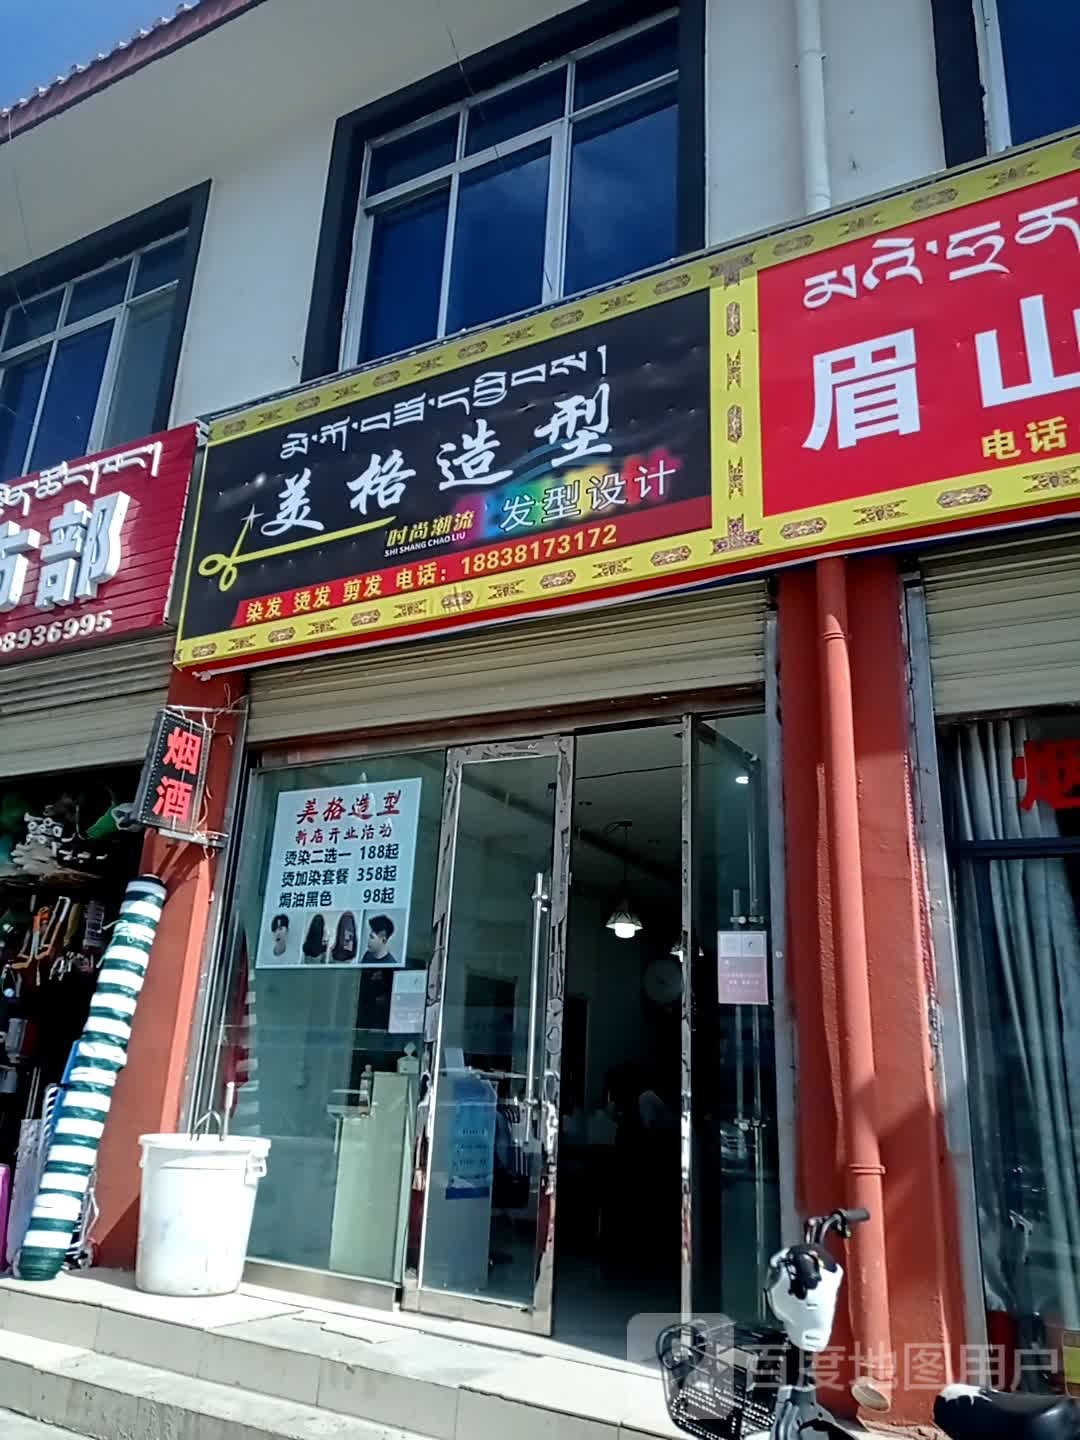 མེ་ཀ་བཟོ་དབྱིབས།
美格造型
时尚潮流
SHI SHANG CHAO LIU
发型设计
染发 烫发 剪发 电话：18838173172
部
8936995
眉山
电话
烟酒
美格造型
新店开业活动
烫染二选一 188起
烫加染套餐 358起
焗油黑色 98起
百度地图用户